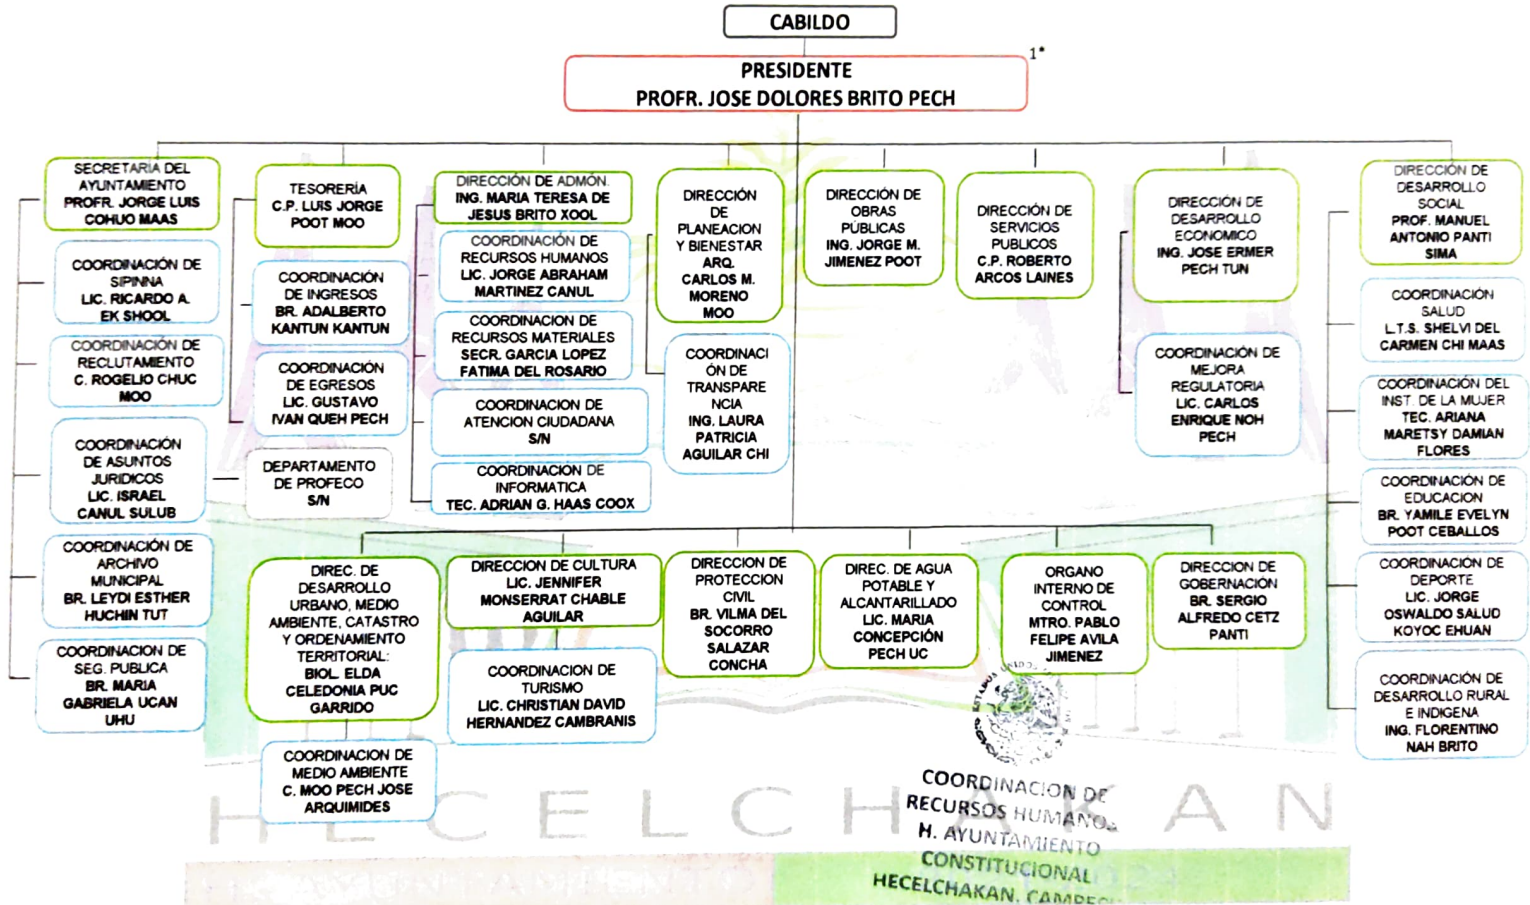 CABILDO
1*
PRESIDENTE
PROFR. JOSE DOLORES BRITO PECH
SECRETARÍA DEL
AYUNTAMIENTO
PROFR. JORGE LUIS
COHUO MAAS
COORDINACIÓN DE
SIPINNA
LIC. RICARDO A.
EK SHOOL
COORDINACIÓN DE
RECLUTAMIENTO
C. ROGELIO CHUC
MOO
COORDINACIÓN
DE ASUNTOS
JURIDICOS
LIC. ISRAEL
CANUL SULUB
DEPARTAMENTO
DE PROFECO
S/N
COORDINACIÓN DE
ARCHIVO
MUNICIPAL
BR. LEYDI ESTHER
HUCHIN TUT
COORDINACION DE
SEG. PUBLICA
BR. MARIA
GABRIELA UCAN
UHU
TESORERÍA
C.P. LUIS JORGE
POOT MOO
COORDINACIÓN
DE INGRESOS
BR. ADALBERTO
KANTUN KANTUN
COORDINACIÓN
DE EGRESOS
LIC. GUSTAVO
IVAN QUEH PECH
DIRECCIÓN DE ADMÓN.
ING. MARIA TERESA DE
JESUS BRITO XOOL
COORDINACIÓN DE
RECURSOS HUMANOS
LIC. JORGE ABRAHAM
MARTINEZ CANUL
COORDINACION DE
RECURSOS MATERIALES
SECR. GARCIA LOPEZ
FATIMA DEL ROSARIO
COORDINACION DE
ATENCION CIUDADANA
S/N
COORDINACION DE
INFORMATICA
TEC. ADRIAN G. HAAS COOX
DIRECCIÓN
DE
PLANEACION
Y BIENESTAR
ARQ.
CARLOS M.
MORENO
MOO
COORDINACI
ÓN DE
TRANSPARE
NCIA
ING. LAURA
PATRICIA
AGUILAR CHI
DIRECCIÓN DE
OBRAS
PÚBLICAS
ING. JORGE M.
JIMENEZ POOT
DIRECCIÓN DE
SERVICIOS
PUBLICOS
C.P. ROBERTO
ARCOS LAINES
DIRECCIÓN DE
DESARROLLO
ECONOMICO
ING. JOSE ERMER
PECH TUN
COORDINACIÓN DE
MEJORA
REGULATORIA
LIC. CARLOS
ENRIQUE NOH
PECH
DIRECCIÓN DE
DESARROLLO
SOCIAL
PROF. MANUEL
ANTONIO PANTI
SIMA
COORDINACIÓN
SALUD
L.T.S. SHELVI DEL
CARMEN CHI MAAS
COORDINACIÓN DEL
INST. DE LA MUJER
TEC. ARIANA
MARETSY DAMIAN
FLORES
COORDINACIÓN DE
EDUCACION
BR. YAMILE EVELYN
POOT CEBALLOS
COORDINACIÓN DE
DEPORTE
LIC. JORGE
OSWALDO SALUD
KOYOC EHUAN
COORDINACIÓN DE
DESARROLLO RURAL
E INDIGENA
ING. FLORENTINO
NAH BRITO
DIREC. DE
DESARROLLO
URBANO, MEDIO
AMBIENTE, CATASTRO
Y ORDENAMIENTO
TERRITORIAL:
BIOL. ELDA
CELEDONIA PUC
GARRIDO
COORDINACION DE
MEDIO AMBIENTE
C. MOO PECH JOSE
ARQUIMIDES
DIRECCION DE CULTURA
LIC. JENNIFER
MONSERRAT CHABLE
AGUILAR
COORDINACION DE
TURISMO
LIC. CHRISTIAN DAVID
HERNANDEZ CAMBRANIS
DIRECCION DE
PROTECCION
CIVIL
BR. VILMA DEL
SOCORRO
SALAZAR
CONCHA
DIREC. DE AGUA
POTABLE Y
ALCANTARILLADO
LIC. MARIA
CONCEPCIÓN
PECH UC
ORGANO
INTERNO DE
CONTROL
MTRO. PABLO
FELIPE AVILA
JIMENEZ
DIRECCION DE
GOBERNACIÓN
BR. SERGIO
ALFREDO CETZ
PANTI
HECELCHAKAN
COORDINACION DE
RECURSOS HUMANOS
H. AYUNTAMIENTO
CONSTITUCIONAL
HECELCHAKAN,